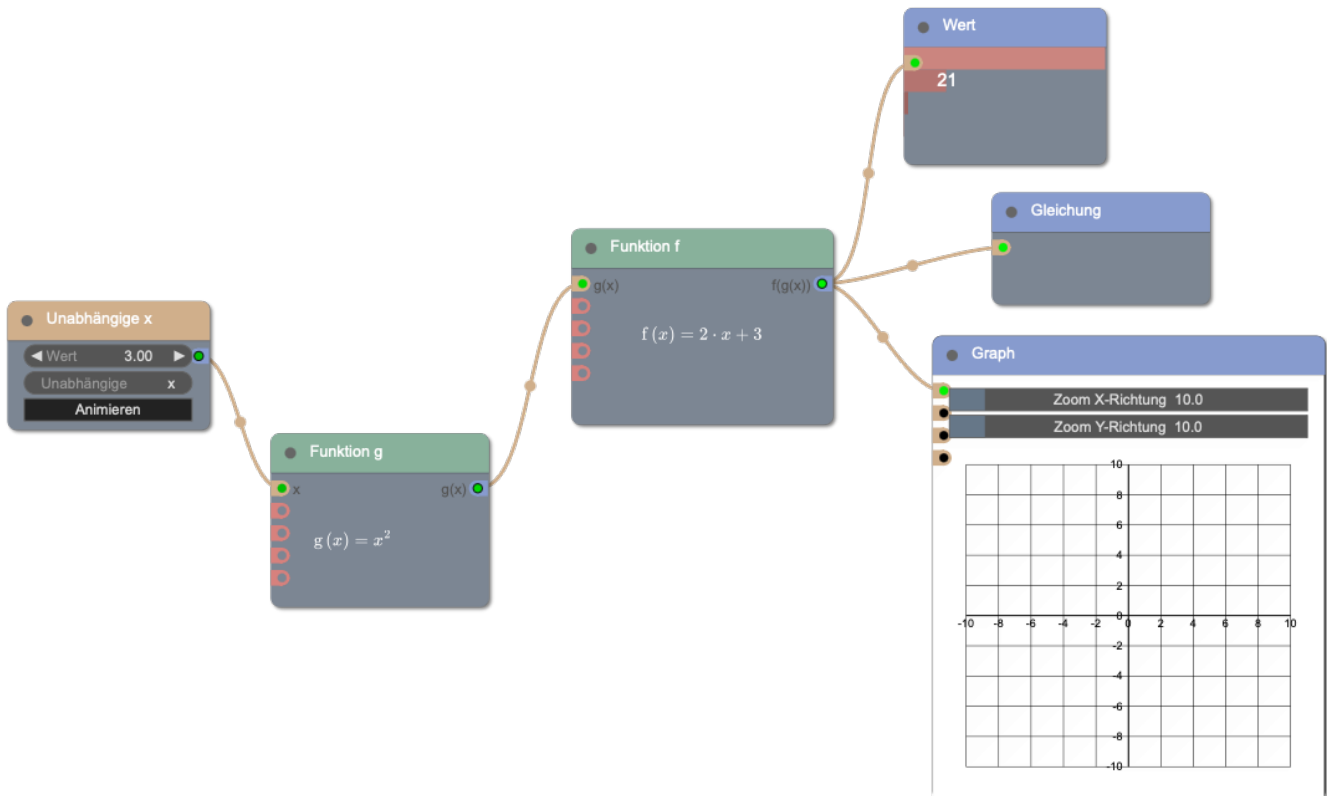 Wert
21
Gleichung
Funktion f
g(x) f(g(x))
f (x) = 2 · x + 3
Unabhängige x
Wert 3.00
Unabhängige x
Animieren
Graph
Zoom X-Richtung 10.0
Zoom Y-Richtung 10.0
Funktion g
x g(x)
g (x) = x²
10
8
6
4
2
0
-10 -8 -6 -4 -2 0 2 4 6 8 10
-2
-4
-6
-8
-10